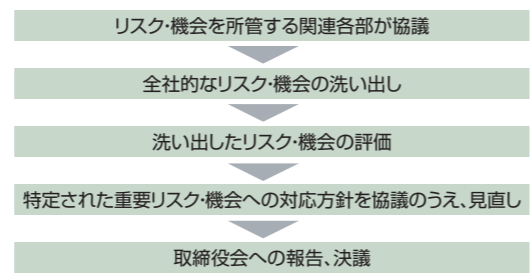 リスク・機会を所管する関連各部が協議
全社的なリスク・機会の洗い出し
洗い出したリスク・機会の評価
特定された重要リスク・機会への対応方針を協議のうえ、見直し
取締役会への報告、決議